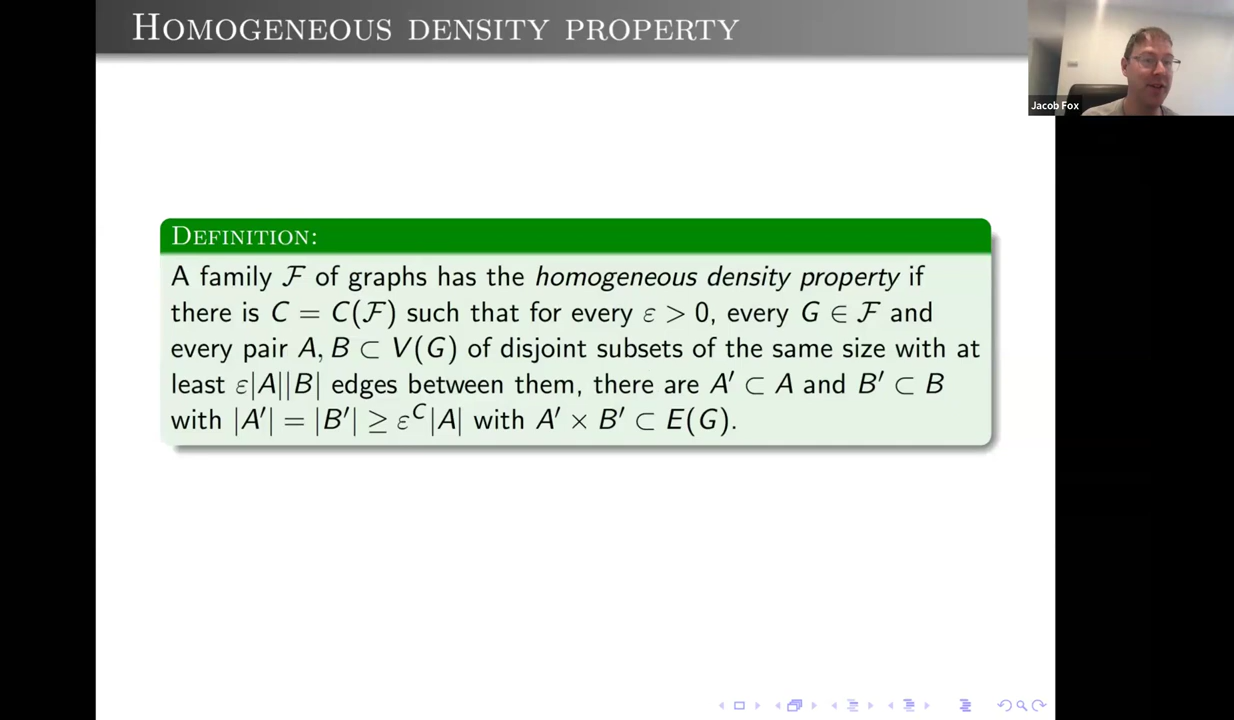 HOMOGENEOUS DENSITY PROPERTY
Jacob Fox
DEFINITION:
A family ℱ of graphs has the homogeneous density property if
there is C = C(ℱ) such that for every ε > 0, every G ∈ ℱ and
every pair A, B ⊂ V(G) of disjoint subsets of the same size with at
least ε|A||B| edges between them, there are A′ ⊂ A and B′ ⊂ B
with |A′| = |B′| ≥ ε^C|A| with A′ × B′ ⊂ E(G).